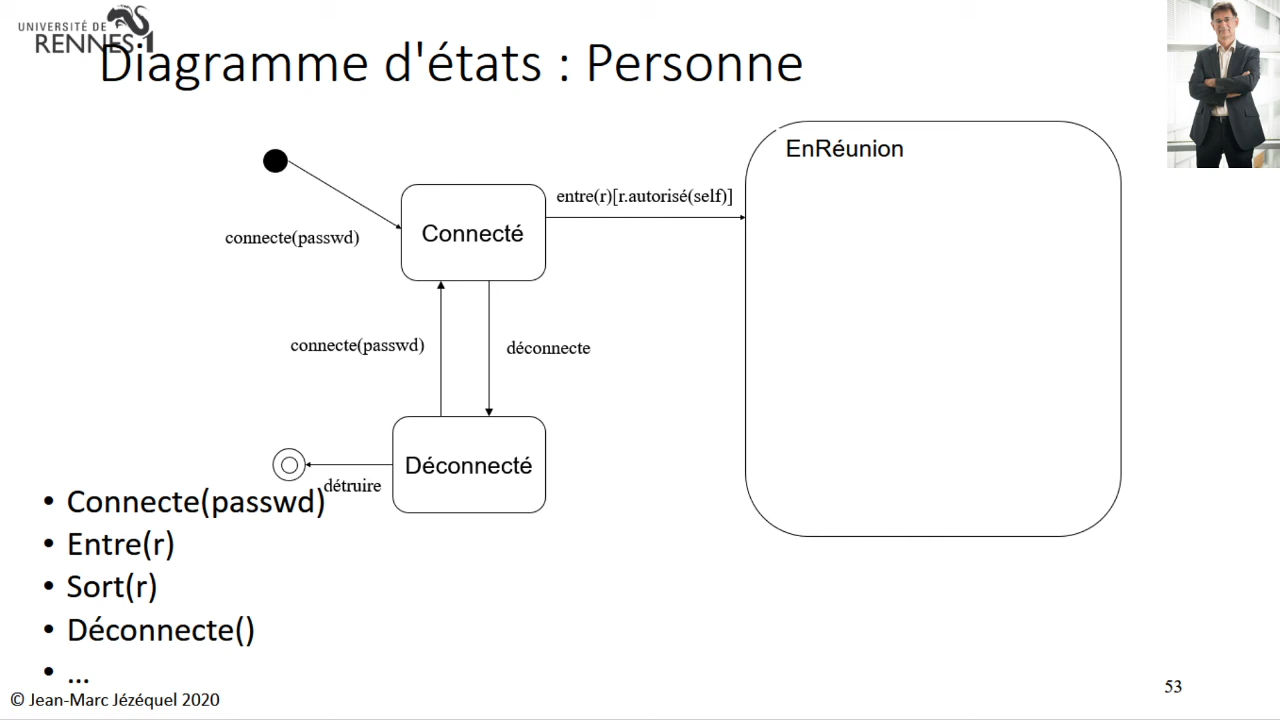 UNIVERSITÉ DE
RENNES 1
Diagramme d'états : Personne
EnRéunion
entre(r)[r.autorisé(self)]
Connecté
connecte(passwd)
connecte(passwd)
déconnecte
Déconnecté
détruire
• Connecte(passwd)
• Entre(r)
• Sort(r)
• Déconnecte()
• ...
© Jean-Marc Jézéquel 2020
53